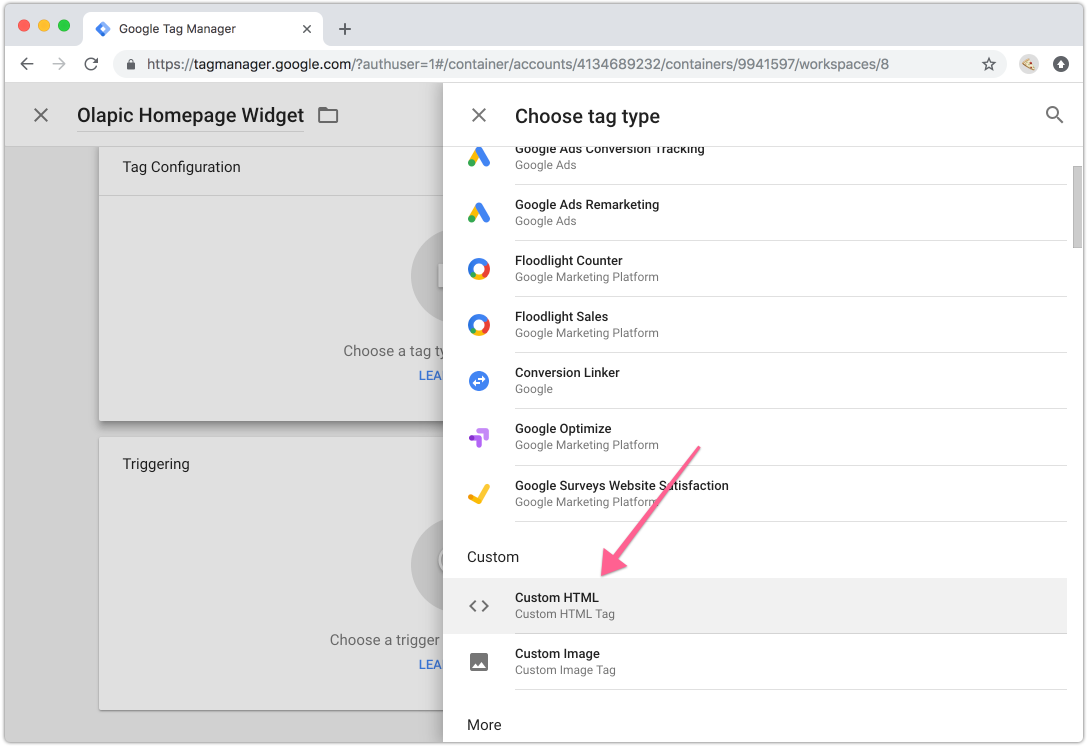 Google Tag Manager
https://tagmanager.google.com/?authuser=1#/container/accounts/4134689232/containers/9941597/workspaces/8
Olapic Homepage Widget
Tag Configuration
Choose a tag ty
LEA
Triggering
Choose a trigger
LEA
Choose tag type
Google Ads Conversion Tracking
Google Ads
Google Ads Remarketing
Google Ads
Floodlight Counter
Google Marketing Platform
Floodlight Sales
Google Marketing Platform
Conversion Linker
Google
Google Optimize
Google Marketing Platform
Google Surveys Website Satisfaction
Google Marketing Platform
Custom
Custom HTML
Custom HTML Tag
Custom Image
Custom Image Tag
More